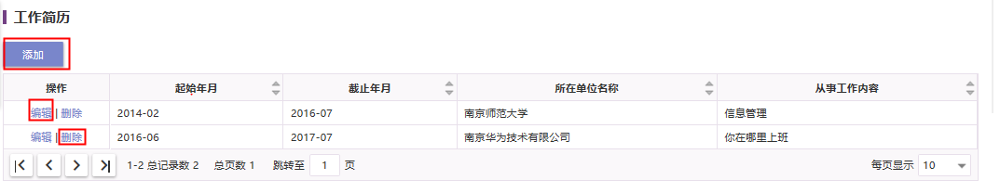 工作简历
添加
操作 起始年月 截止年月 所在单位名称 从事工作内容
编辑 | 删除 2014-02 2016-07 南京师范大学 信息管理
编辑 | 删除 2016-06 2017-07 南京华为技术有限公司 你在哪里上班
1-2 总记录数 2 总页数 1 跳转至 1 页 每页显示 10